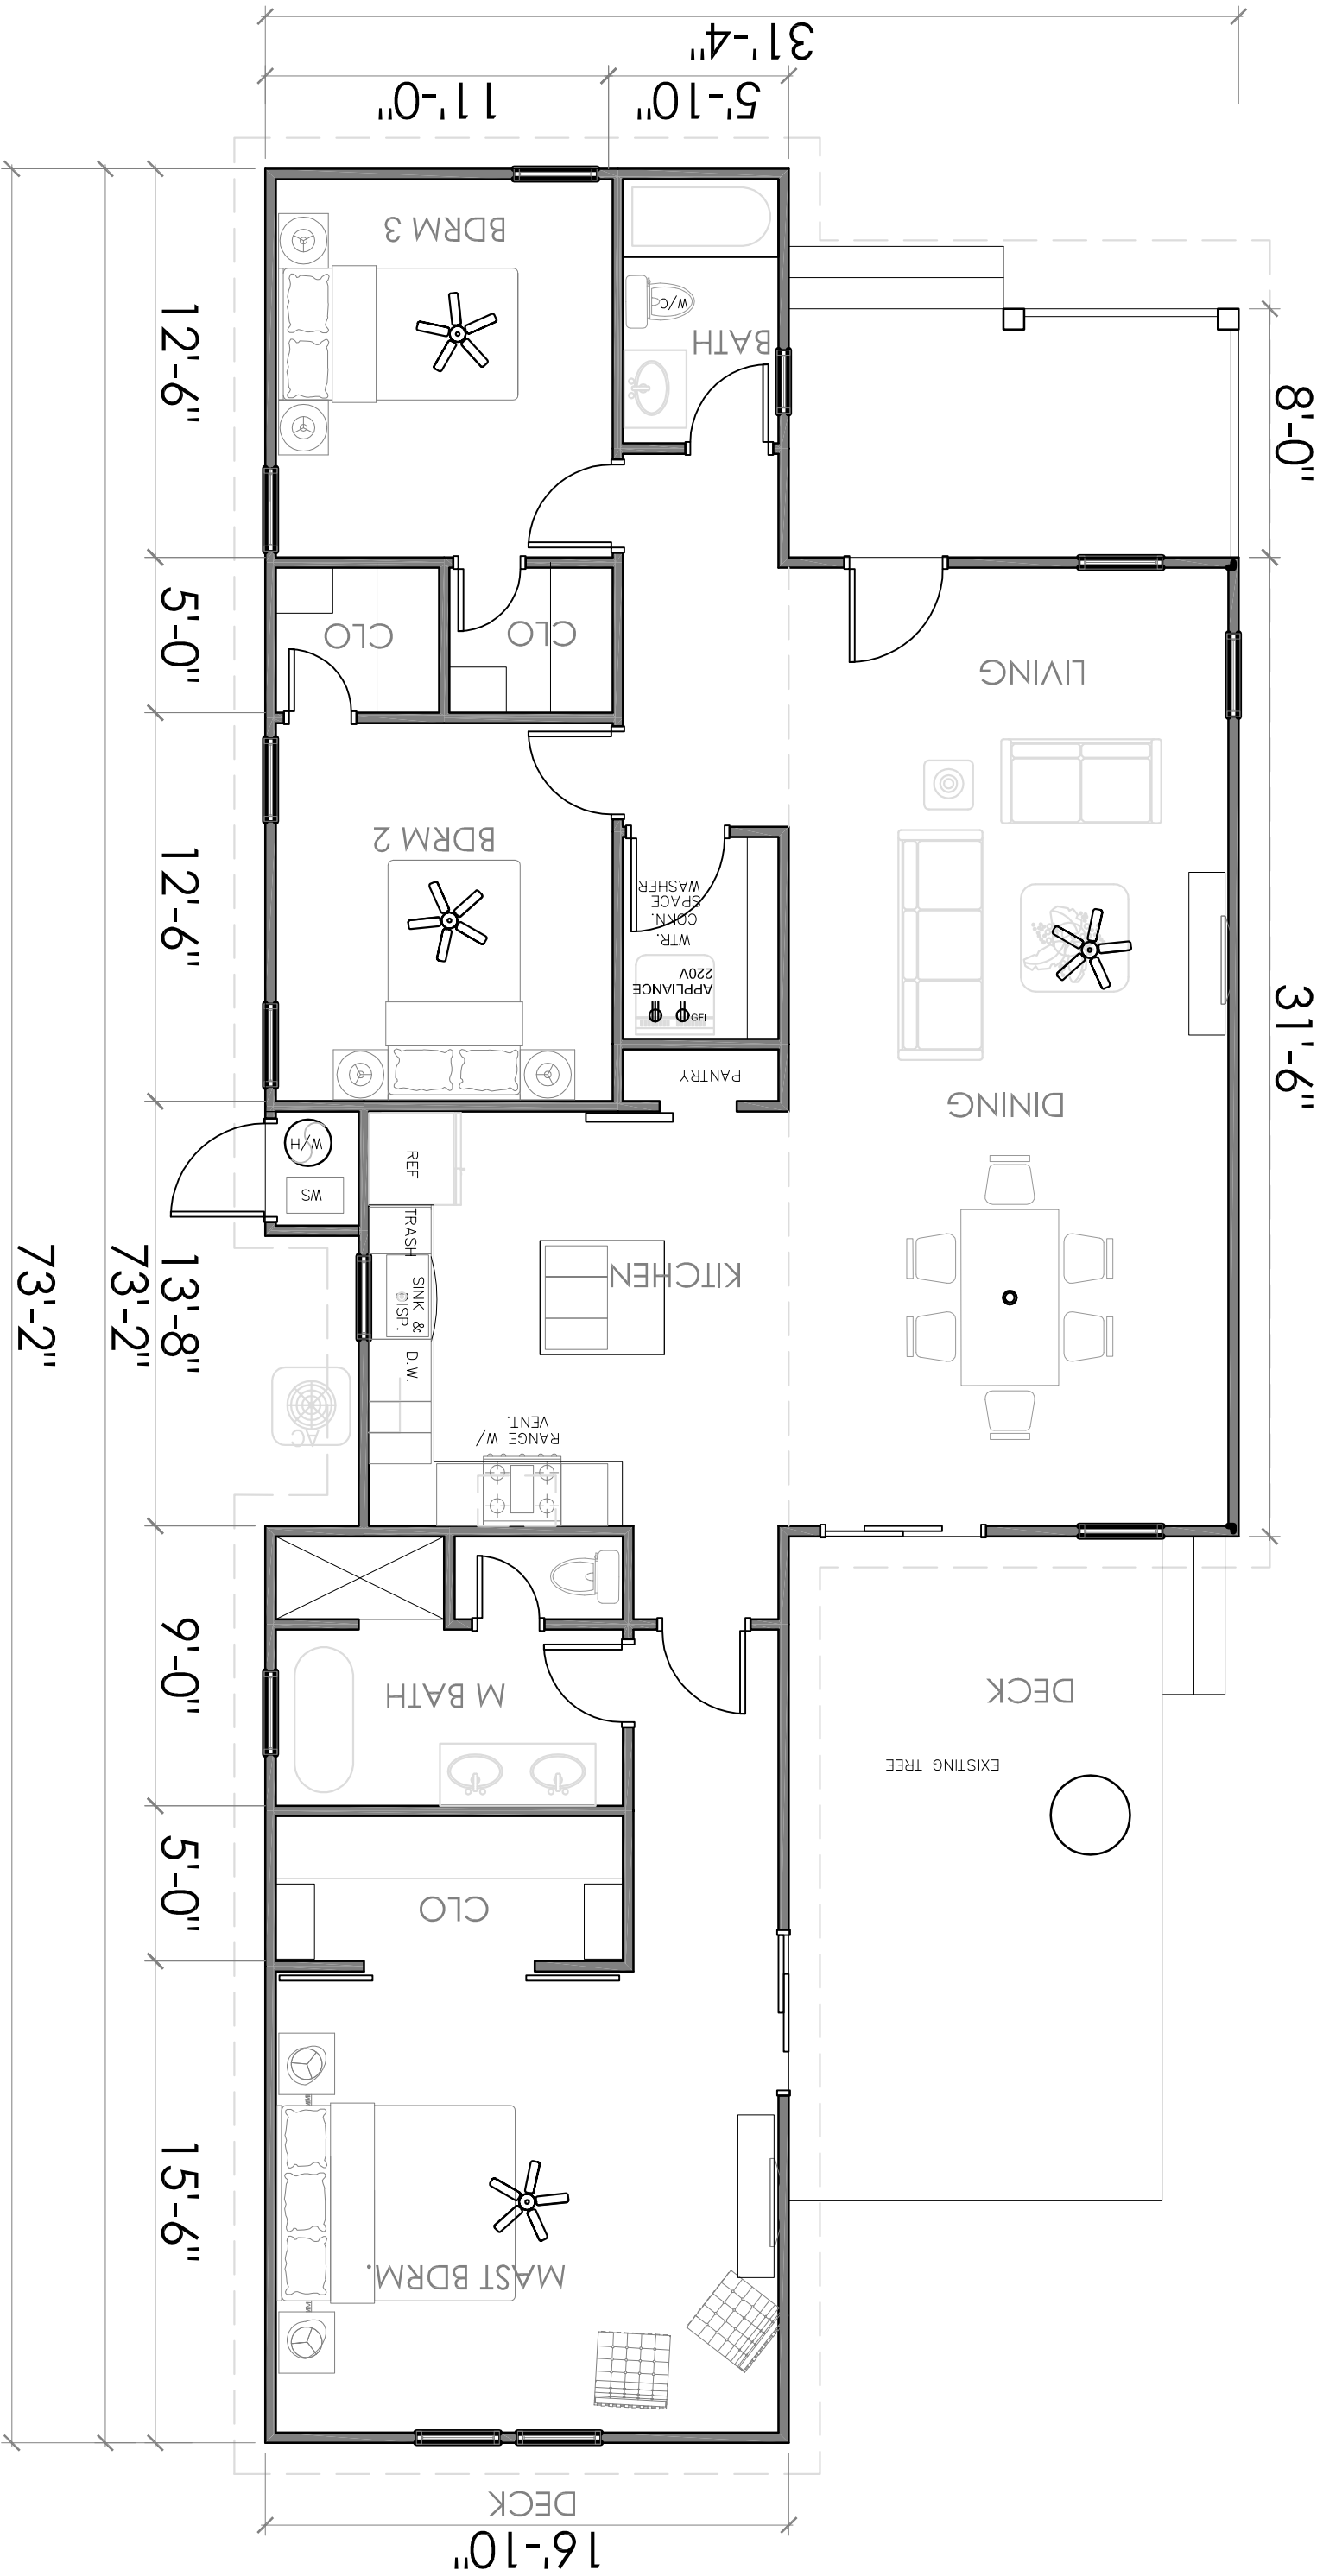 31'-4"
11'-0"
5'-10"
BDRM 3
W/C
BATH
12'-6"
8'-0"
CLO
CLO
5'-0"
LIVING
BDRM 2
12'-6"
WASHER
SPACE
CONN.
WTR.
220V
APPLIANCE
GFI
31'-6"
PANTRY
DINING
W/H
WS
REF
TRASH
SINK &
DISP.
D.W.
KITCHEN
73'-2"
73'-2"
13'-8"
AC
RANGE W/
VENT.
9'-0"
M BATH
DECK
EXISTING TREE
5'-0"
CLO
15'-6"
MAST BDRM.
DECK
16'-10"